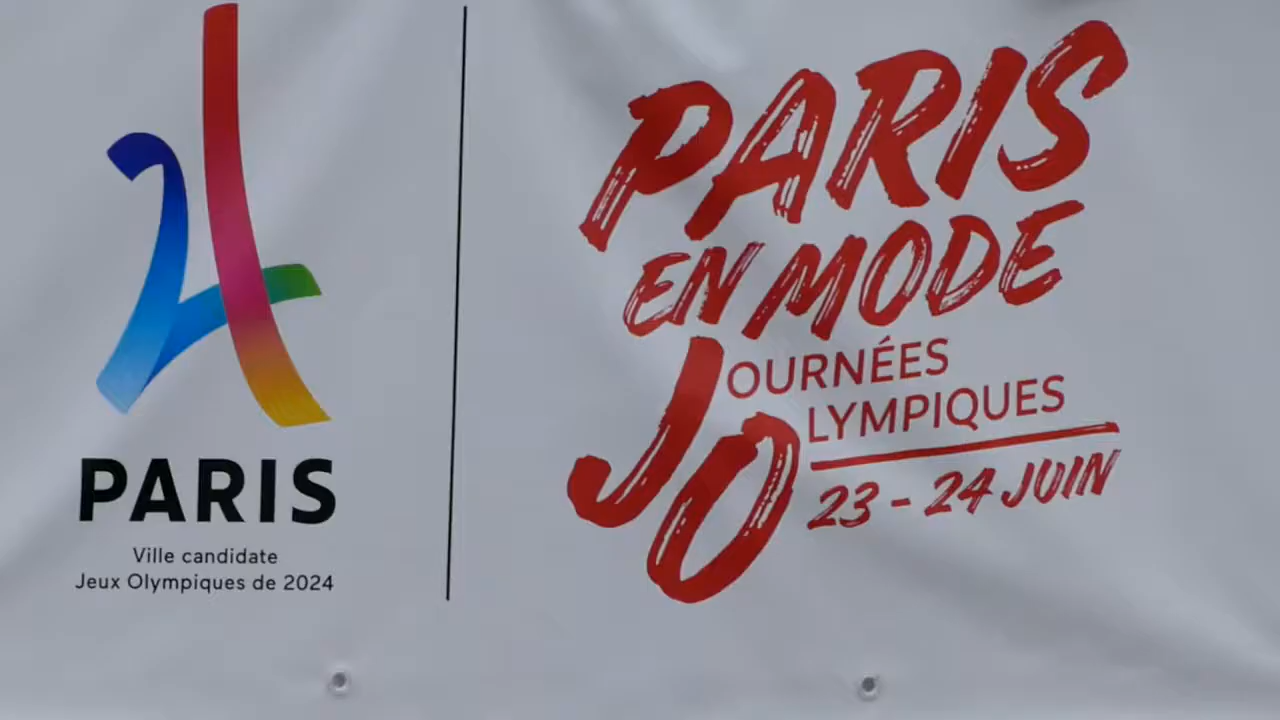 PARIS
Ville candidate
Jeux Olympiques de 2024
PARIS
EN MODE
JOURNÉES
OLYMPIQUES
23 - 24 JUIN